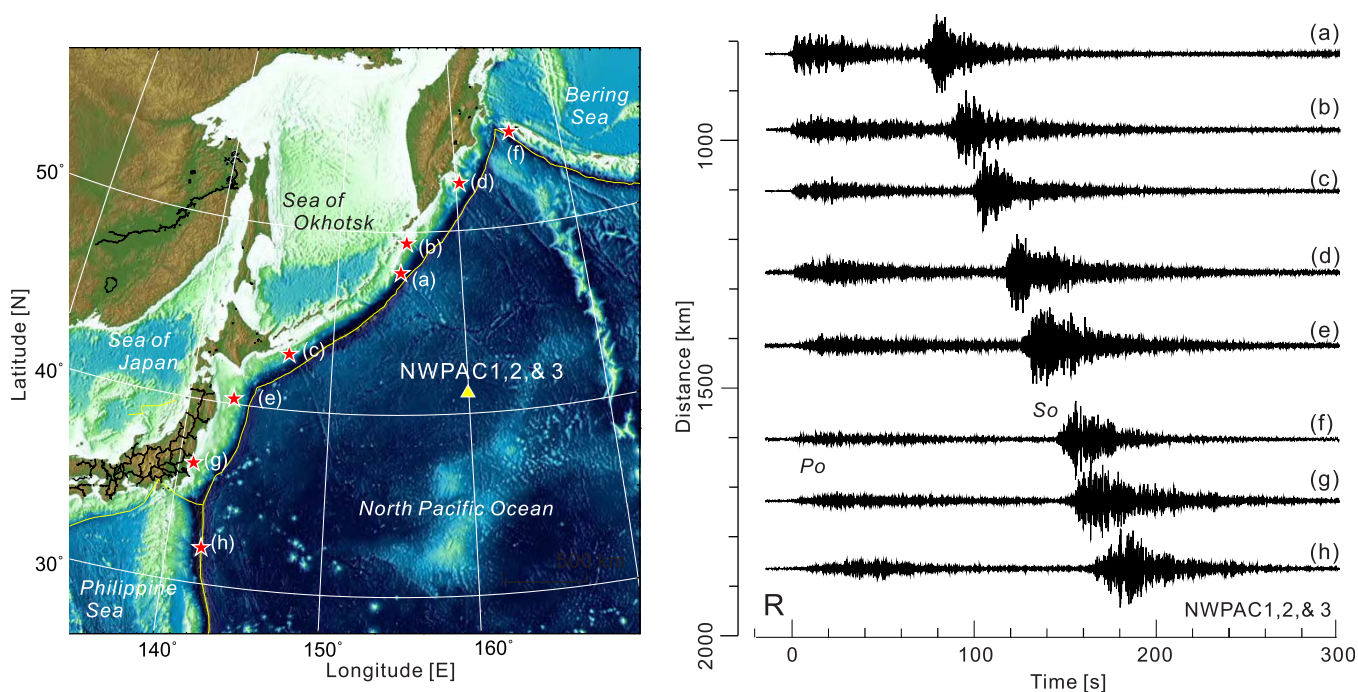 Bering
Sea
(f)
50°
(d)
Sea of
Okhotsk
(b)
(a)
Latitude [N]
Sea of
Japan
(c)
NWPAC1,2,& 3
40°
(e)
(g)
North Pacific Ocean
(h)
500 km
30°
Philippine
Sea
140°
150°
160°
Longitude [E]
(a)
(b)
1000
(c)
(d)
(e)
Distance [km]
1500
So
(f)
Po
(g)
(h)
R
NWPAC1,2,& 3
2000
0
100
200
300
Time [s]